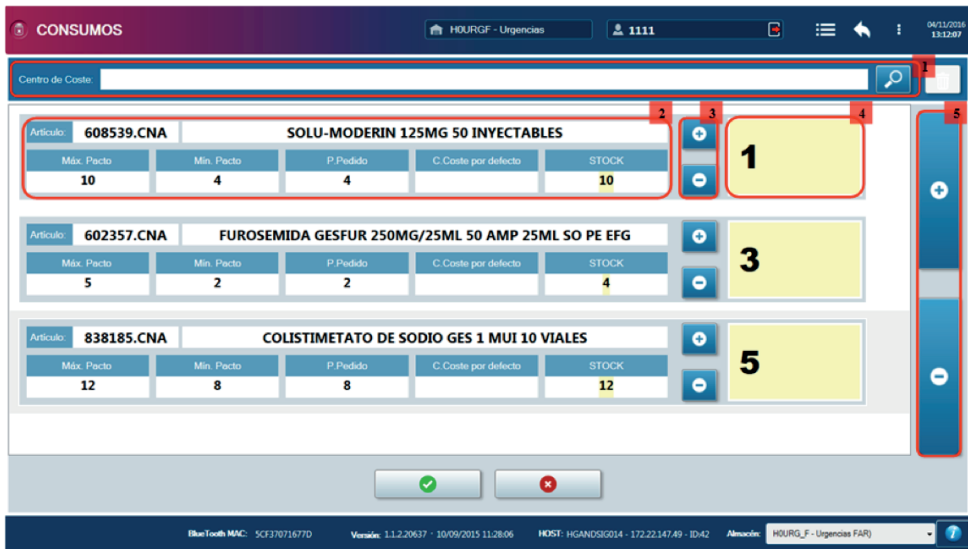 CONSUMOS
H0URGF - Urgencias
1111
04/11/2016
13:12:07
Centro de Coste:
1
2
3
4
5
Artículo: 608539.CNA SOLU-MODERIN 125MG 50 INYECTABLES
Máx. Pacto Mín. Pacto P.Pedido C.Coste por defecto STOCK
10 4 4 10
1
Artículo: 602357.CNA FUROSEMIDA GESFUR 250MG/25ML 50 AMP 25ML SO PE EFG
Máx. Pacto Mín. Pacto P.Pedido C.Coste por defecto STOCK
5 2 2 4
3
Artículo: 838185.CNA COLISTIMETATO DE SODIO GES 1 MUI 10 VIALES
Máx. Pacto Mín. Pacto P.Pedido C.Coste por defecto STOCK
12 8 8 12
5
BlueTooth MAC: 5CF37071677D Versión: 1.1.2.20637 - 10/09/2015 11:28:06 HOST: HGANDSIG014 - 172.22.147.49 - ID:42 Almacén: H0URG_F - Urgencias FAR)